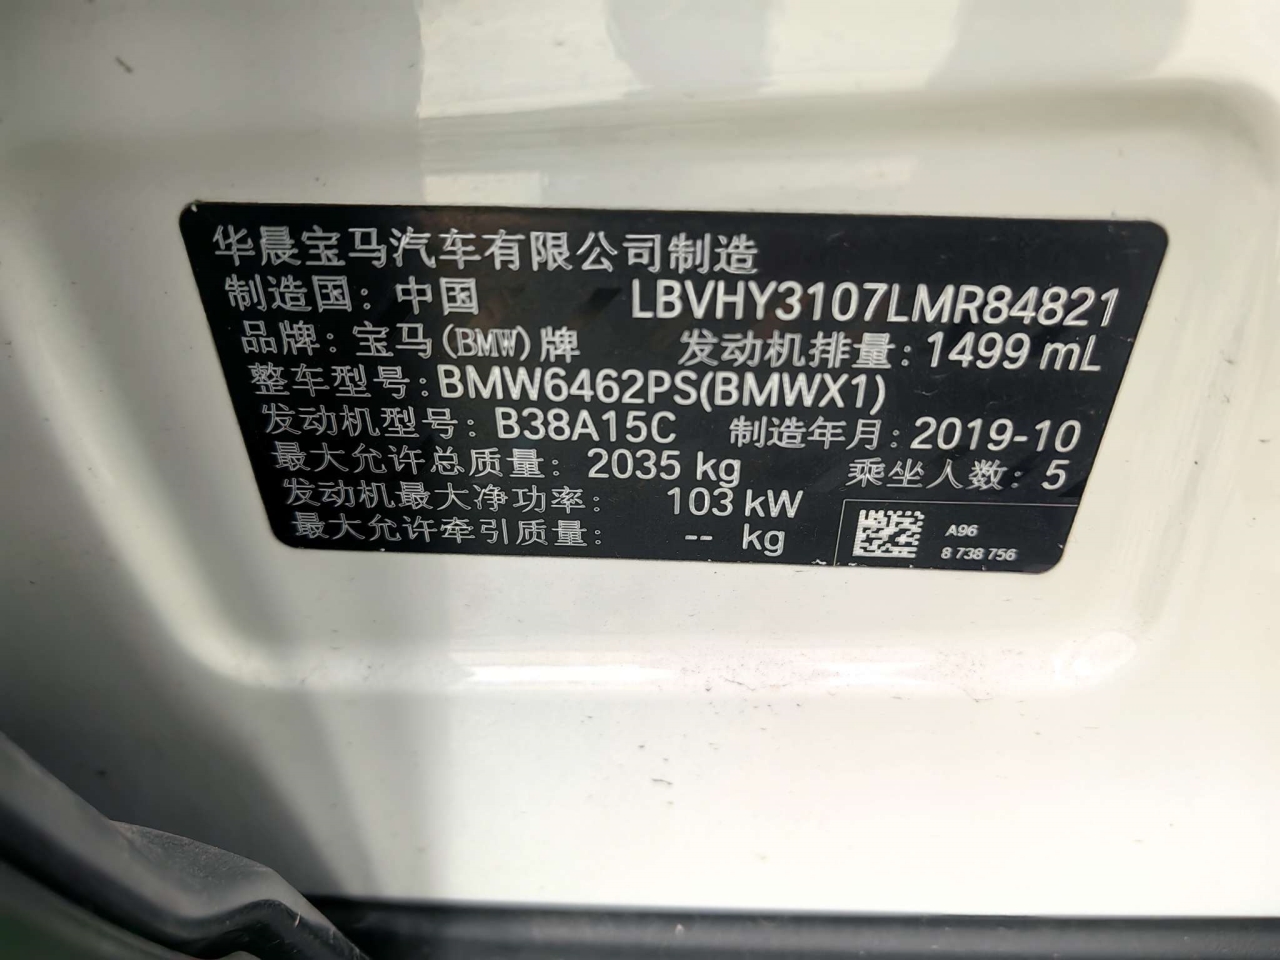 华晨宝马汽车有限公司制造
制造国：中国 LBVHY3107LMR84821
品牌：宝马(BMW)牌 发动机排量：1499 mL
整车型号：BMW6462PS(BMWX1)
发动机型号：B38A15C 制造年月：2019-10
最大允许总质量：2035 kg 乘坐人数：5
发动机最大净功率：103 kW
最大允许牵引质量：-- kg
A96
8 738 756